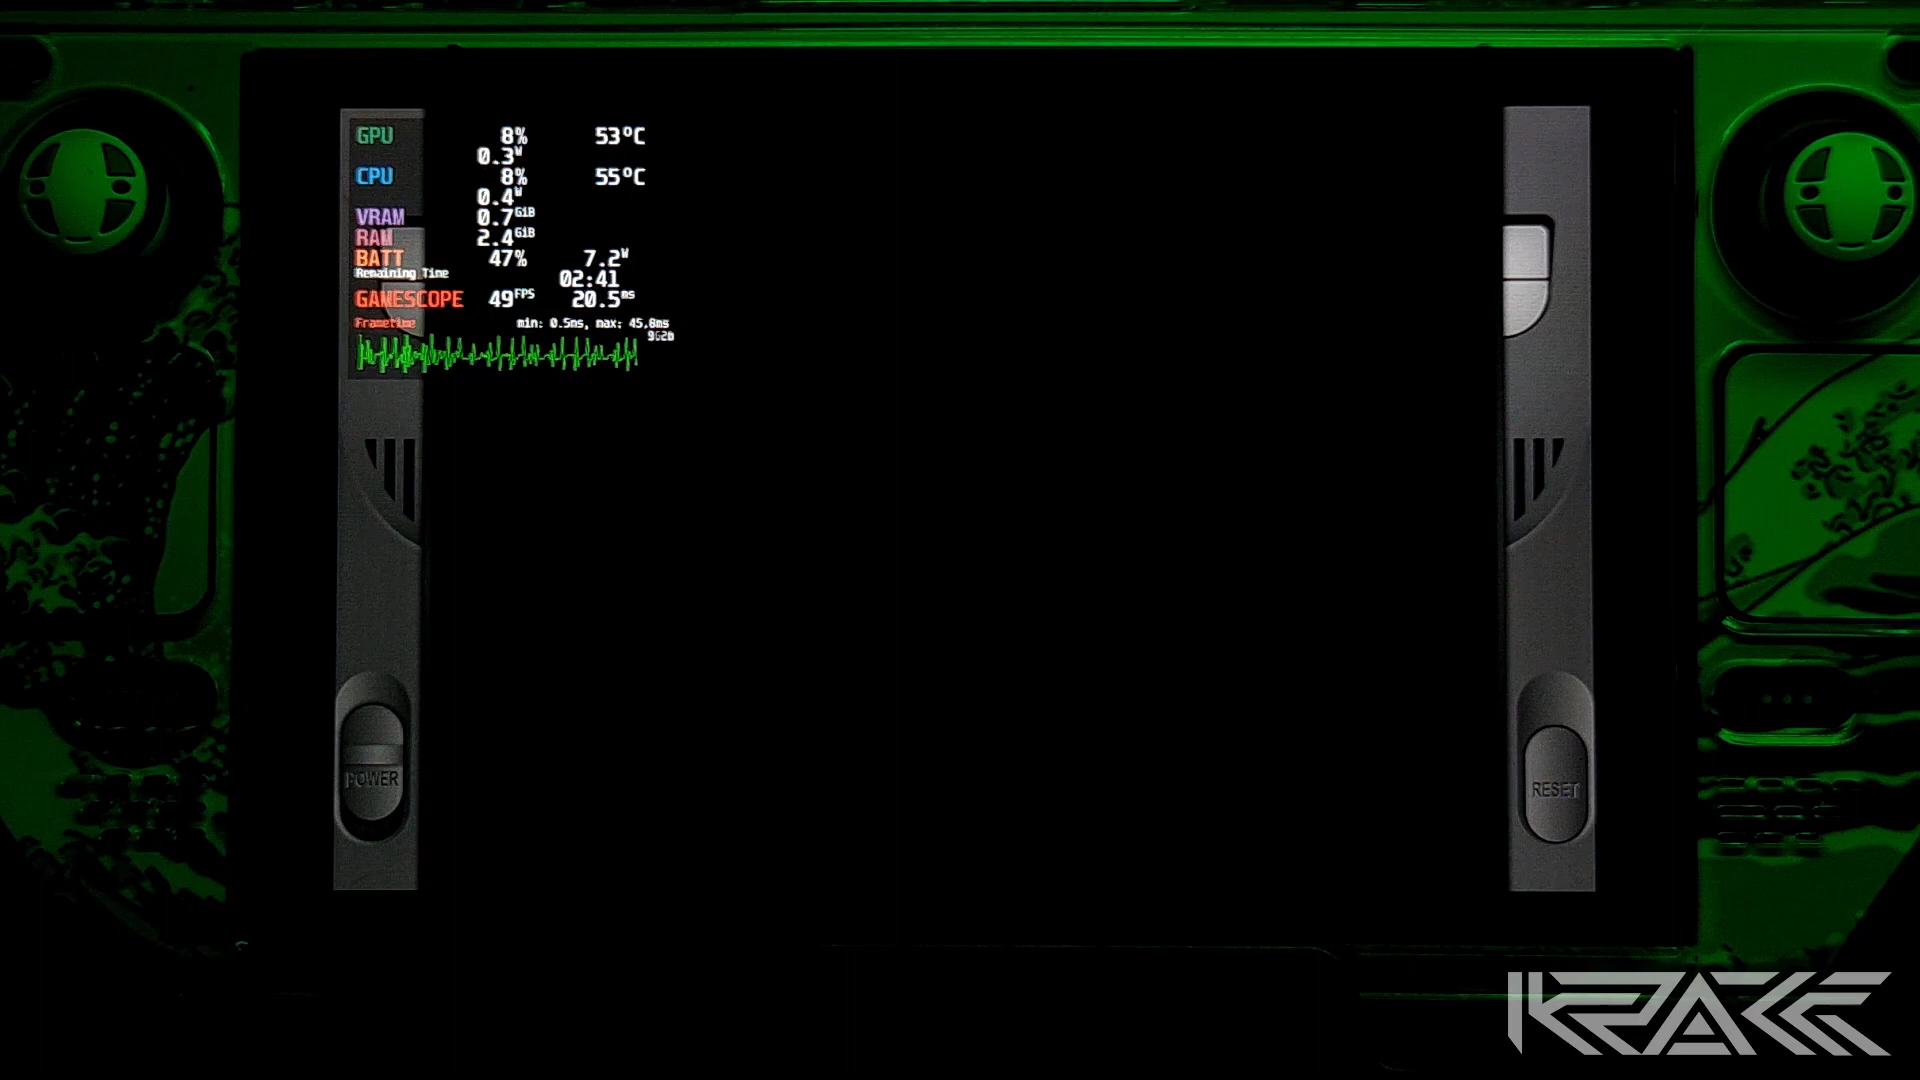 GPU 8% 53°C
0.3W
CPU 8% 55°C
0.4W
VRAM 0.7GiB
RAM 2.4GiB
BATT 47% 7.2W
Remaining Time 02:41
GAMESCOPE 49FPS 20.5ms
Frametime min: 0.5ms, max: 45.8ms
POWER
RESET